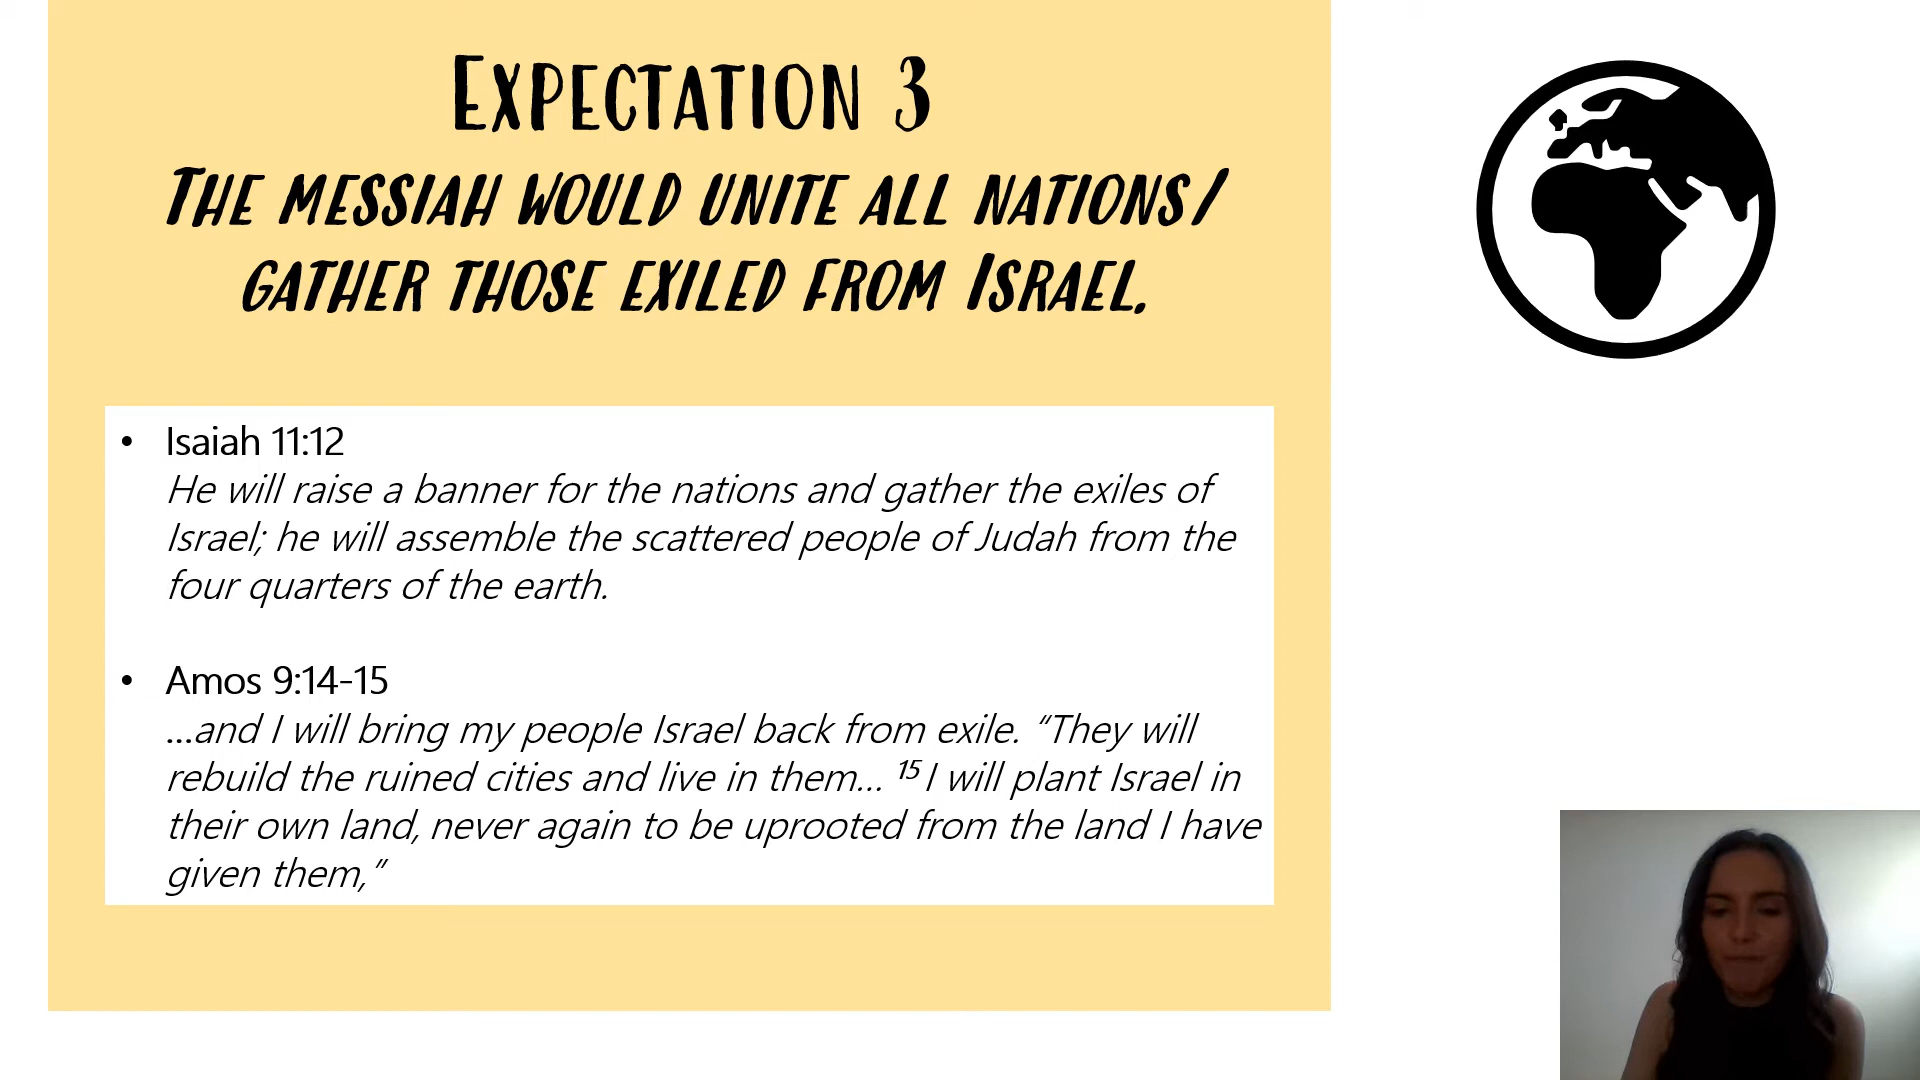 EXPECTATION 3
THE MESSIAH WOULD UNITE ALL NATIONS/
GATHER THOSE EXILED FROM ISRAEL.
• Isaiah 11:12
He will raise a banner for the nations and gather the exiles of
Israel; he will assemble the scattered people of Judah from the
four quarters of the earth.
• Amos 9:14-15
...and I will bring my people Israel back from exile. “They will
rebuild the ruined cities and live in them... ¹⁵ I will plant Israel in
their own land, never again to be uprooted from the land I have
given them,”